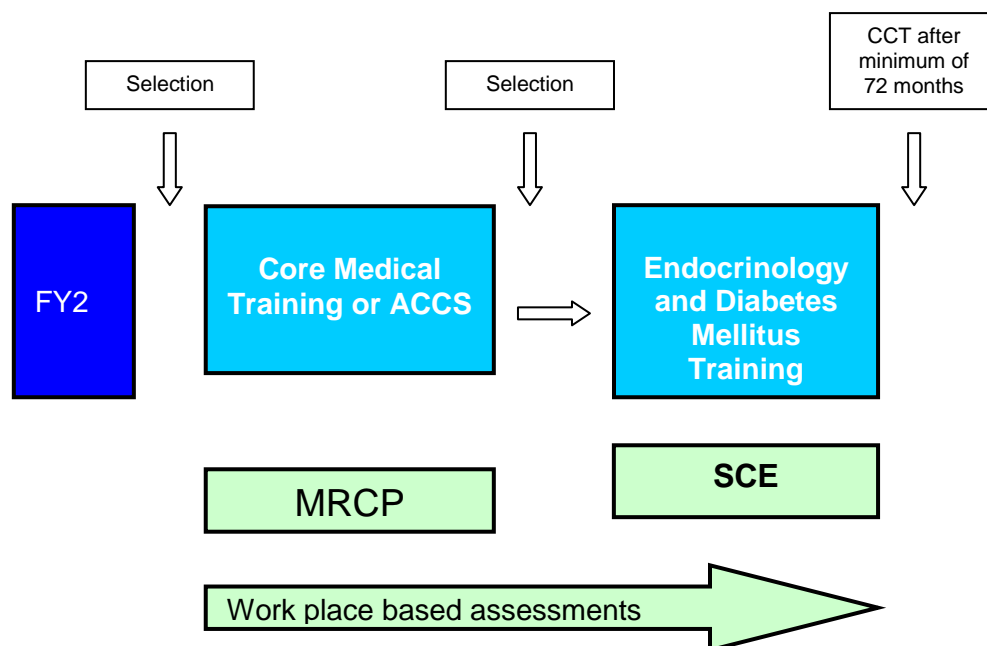 Selection
Selection
CCT after
minimum of
72 months
FY2
Core Medical
Training or ACCS
Endocrinology
and Diabetes
Mellitus
Training
MRCP
SCE
Work place based assessments